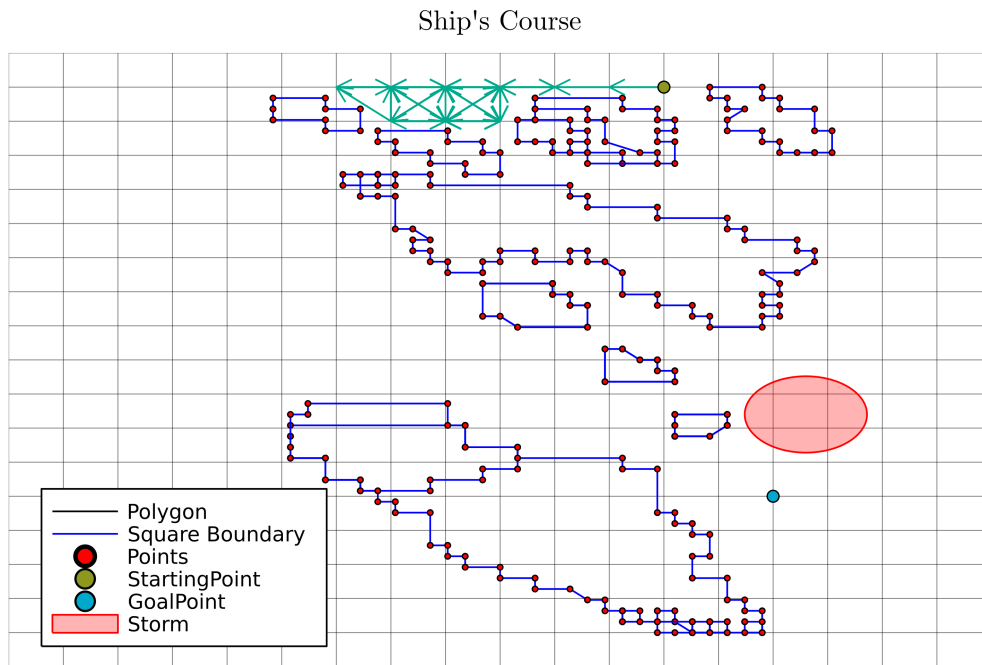 Ship's Course
Polygon
Square Boundary
Points
StartingPoint
GoalPoint
Storm